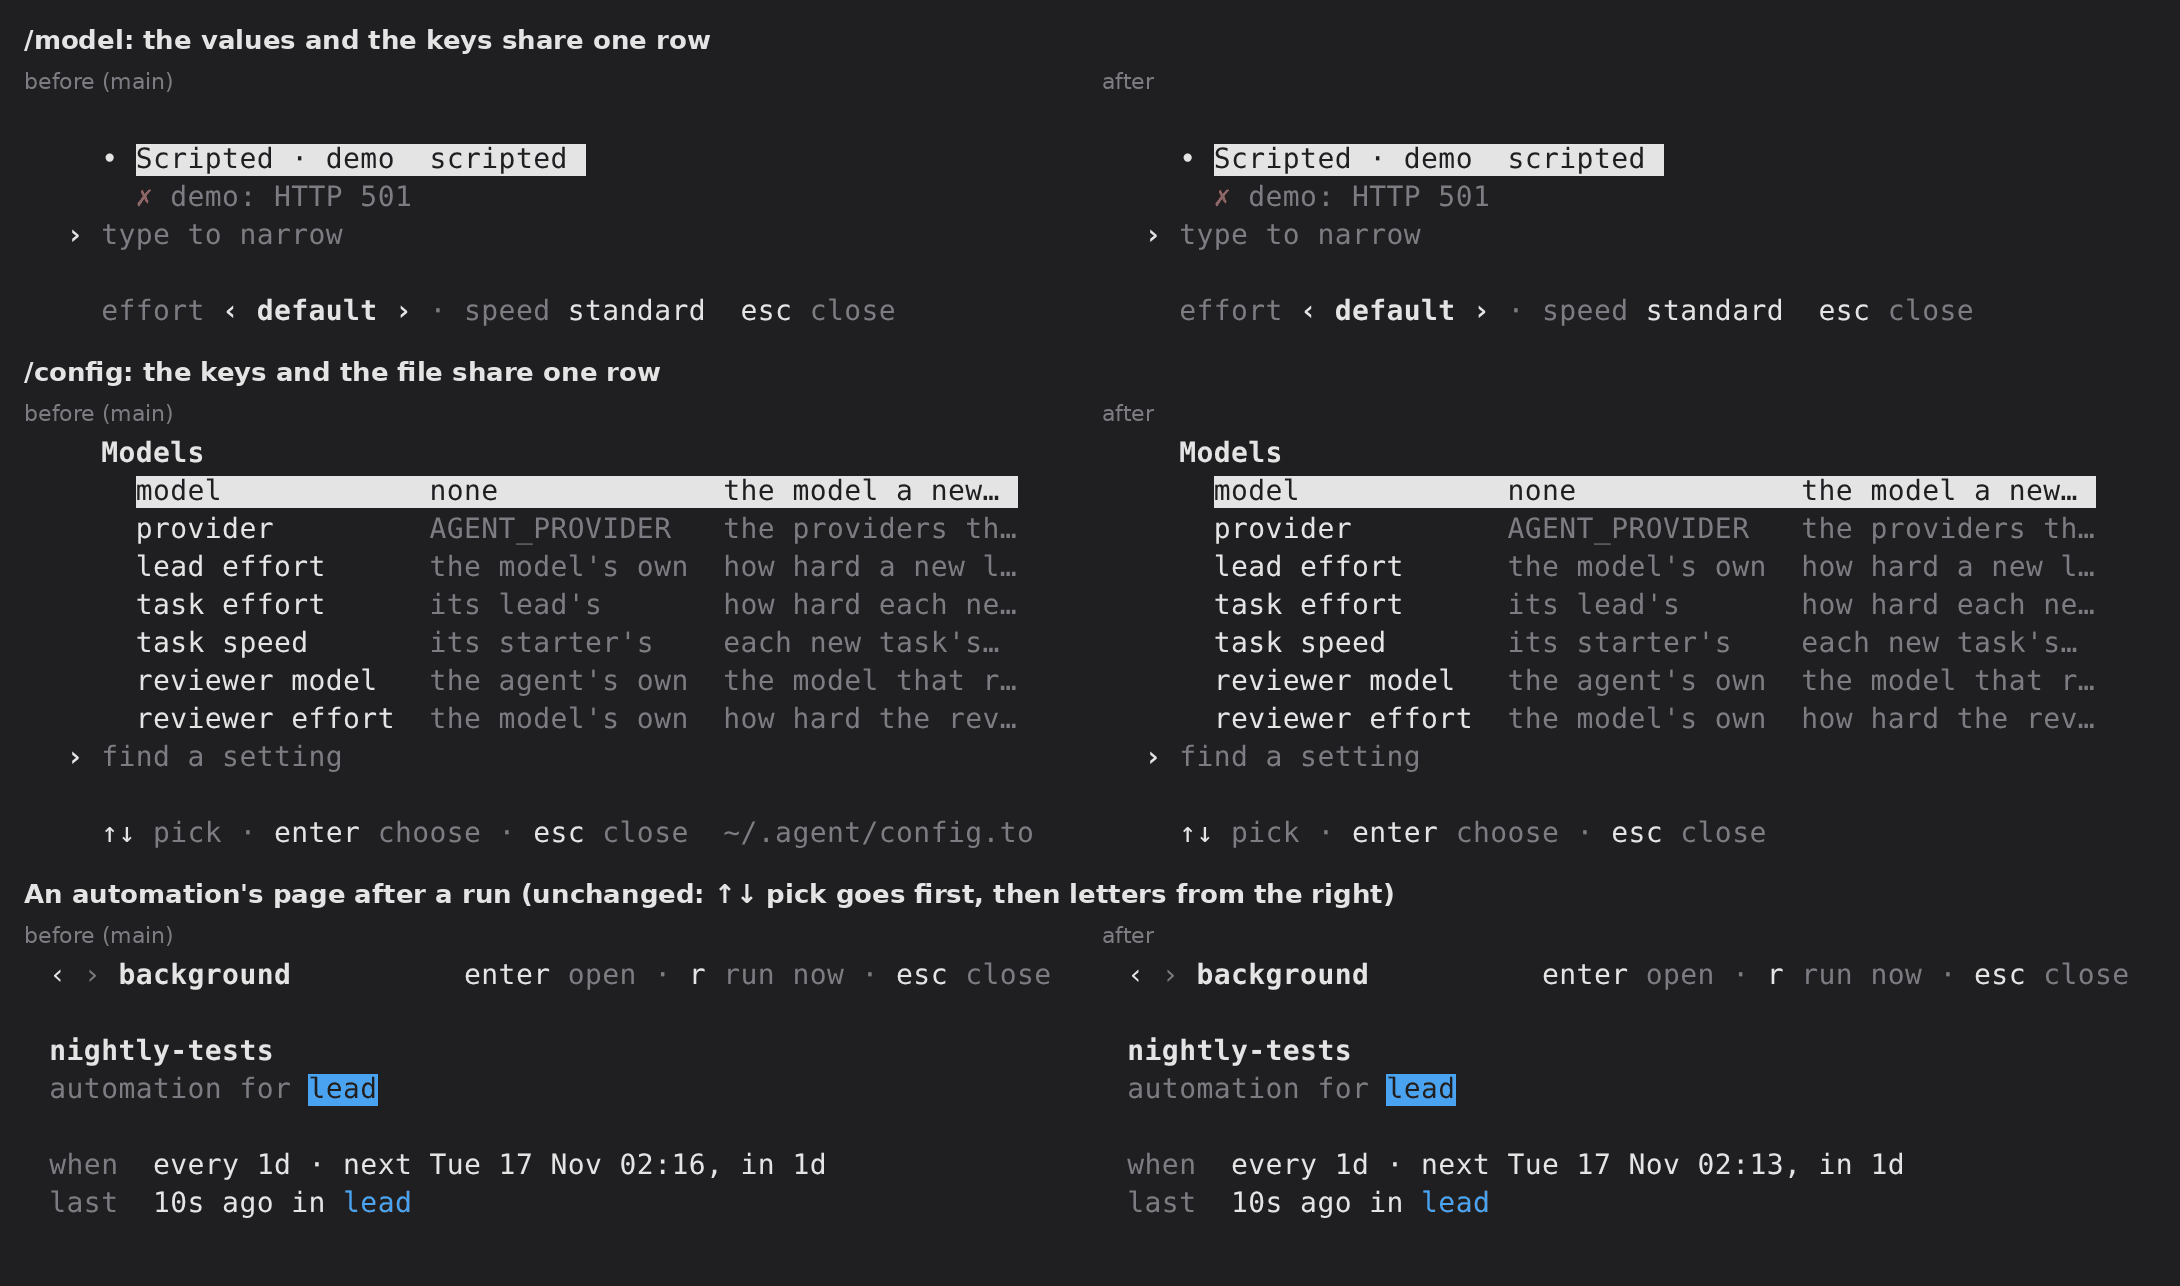 /model: the values and the keys share one row
before (main)
• Scripted · demo  scripted
✗ demo: HTTP 501
› type to narrow
effort ‹ default › · speed standard  esc close
after
• Scripted · demo  scripted
✗ demo: HTTP 501
› type to narrow
effort ‹ default › · speed standard  esc close
/config: the keys and the file share one row
before (main)
Models
model  none  the model a new…
provider  AGENT_PROVIDER  the providers th…
lead effort  the model's own  how hard a new l…
task effort  its lead's  how hard each ne…
task speed  its starter's  each new task's…
reviewer model  the agent's own  the model that r…
reviewer effort  the model's own  how hard the rev…
› find a setting
↑↓ pick · enter choose · esc close  ~/.agent/config.to
after
Models
model  none  the model a new…
provider  AGENT_PROVIDER  the providers th…
lead effort  the model's own  how hard a new l…
task effort  its lead's  how hard each ne…
task speed  its starter's  each new task's…
reviewer model  the agent's own  the model that r…
reviewer effort  the model's own  how hard the rev…
› find a setting
↑↓ pick · enter choose · esc close
An automation's page after a run (unchanged: ↑↓ pick goes first, then letters from the right)
before (main)
‹ › background  enter open · r run now · esc close
nightly-tests
automation for lead
when  every 1d · next Tue 17 Nov 02:16, in 1d
last  10s ago in lead
after
‹ › background  enter open · r run now · esc close
nightly-tests
automation for lead
when  every 1d · next Tue 17 Nov 02:13, in 1d
last  10s ago in lead